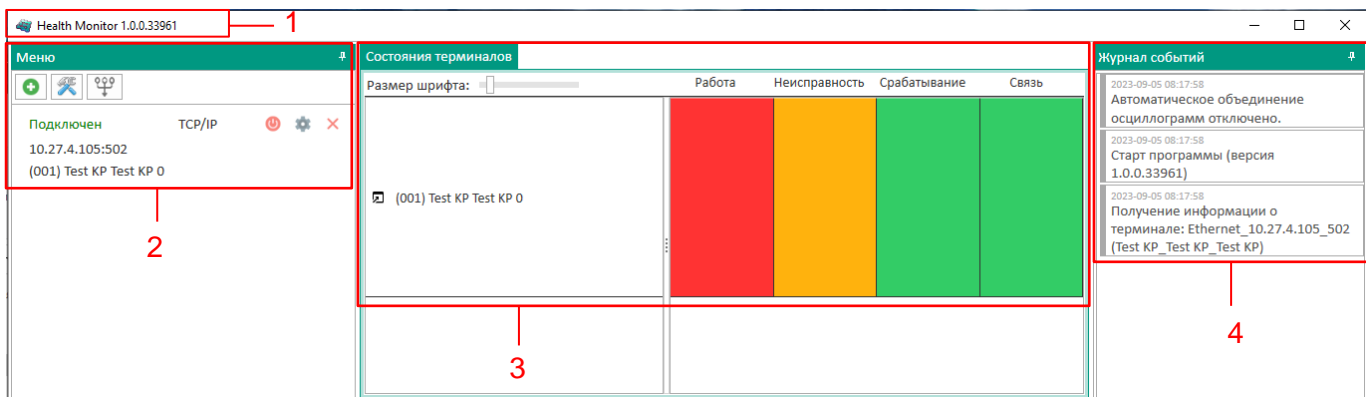 Health Monitor 1.0.0.33961
1
Меню
Подключен TCP/IP
10.27.4.105:502
(001) Test KP Test KP 0
2
Состояния терминалов
Размер шрифта:
Работа Неисправность Срабатывание Связь
(001) Test KP Test KP 0
3
Журнал событий
2023-09-05 08:17:58
Автоматическое объединение
осциллограмм отключено.
2023-09-05 08:17:58
Старт программы (версия
1.0.0.33961)
2023-09-05 08:17:58
Получение информации о
терминале: Ethernet_10.27.4.105_502
(Test KP_Test KP_Test KP)
4